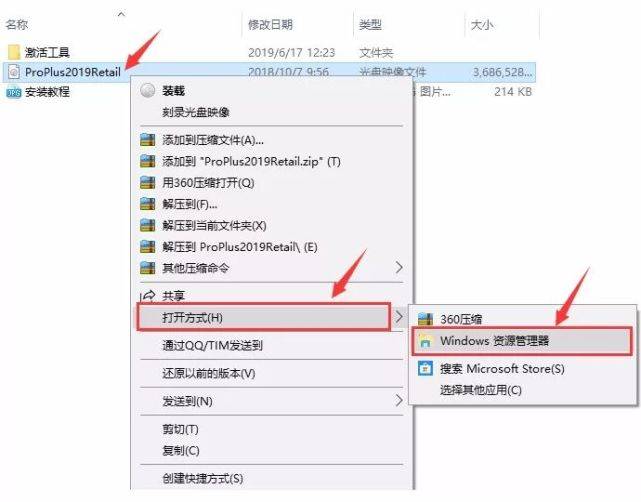 名称 修改日期 类型 大小
激活工具 2019/6/17 12:23 文件夹
ProPlus2019Retail 2018/10/7 9:56 光盘映像文件 3,686,528...
安装教程 图片... 214 KB
装载
刻录光盘映像
添加到压缩文件(A)...
添加到 "ProPlus2019Retail.zip" (T)
用360压缩打开(Q)
解压到(F)...
解压到当前文件夹(X)
解压到 ProPlus2019Retail\ (E)
其他压缩命令
共享
打开方式(H)
360压缩
Windows 资源管理器
搜索 Microsoft Store(S)
选择其他应用(C)
通过QQ/TIM发送到
还原以前的版本(V)
发送到(N)
剪切(T)
复制(C)
创建快捷方式(S)